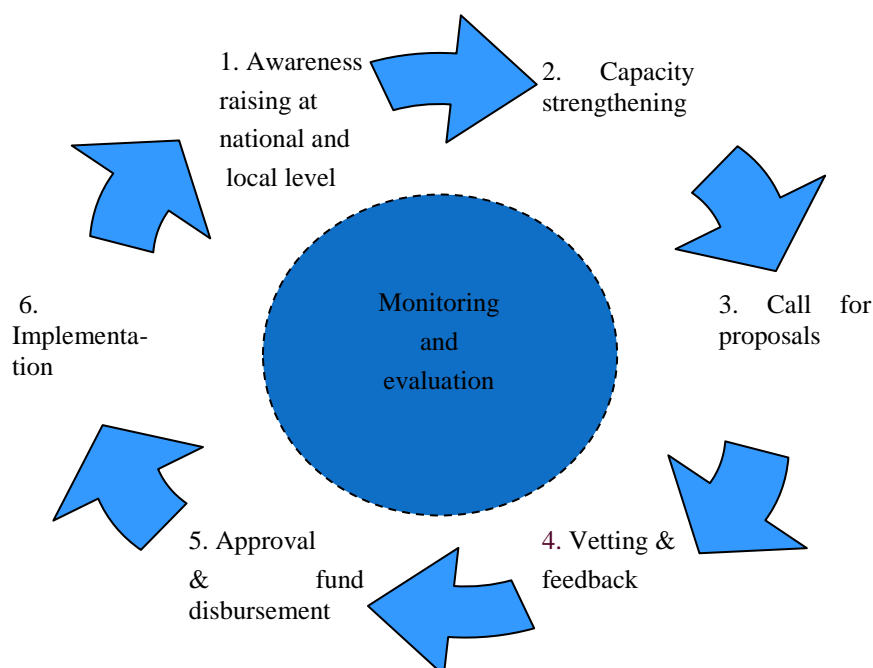 1. Awareness
raising at
national and
local level
2. Capacity
strengthening
3. Call for
proposals
4. Vetting &
feedback
5. Approval
& fund
disbursement
6.
Implementa-
tion
Monitoring
and
evaluation